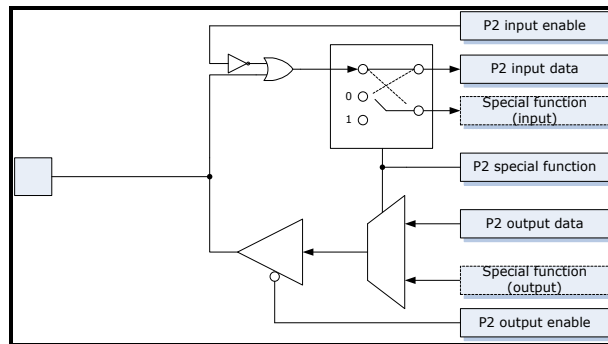 P2 input enable
P2 input data
Special function
(input)
0
1
P2 special function
P2 output data
Special function
(output)
P2 output enable